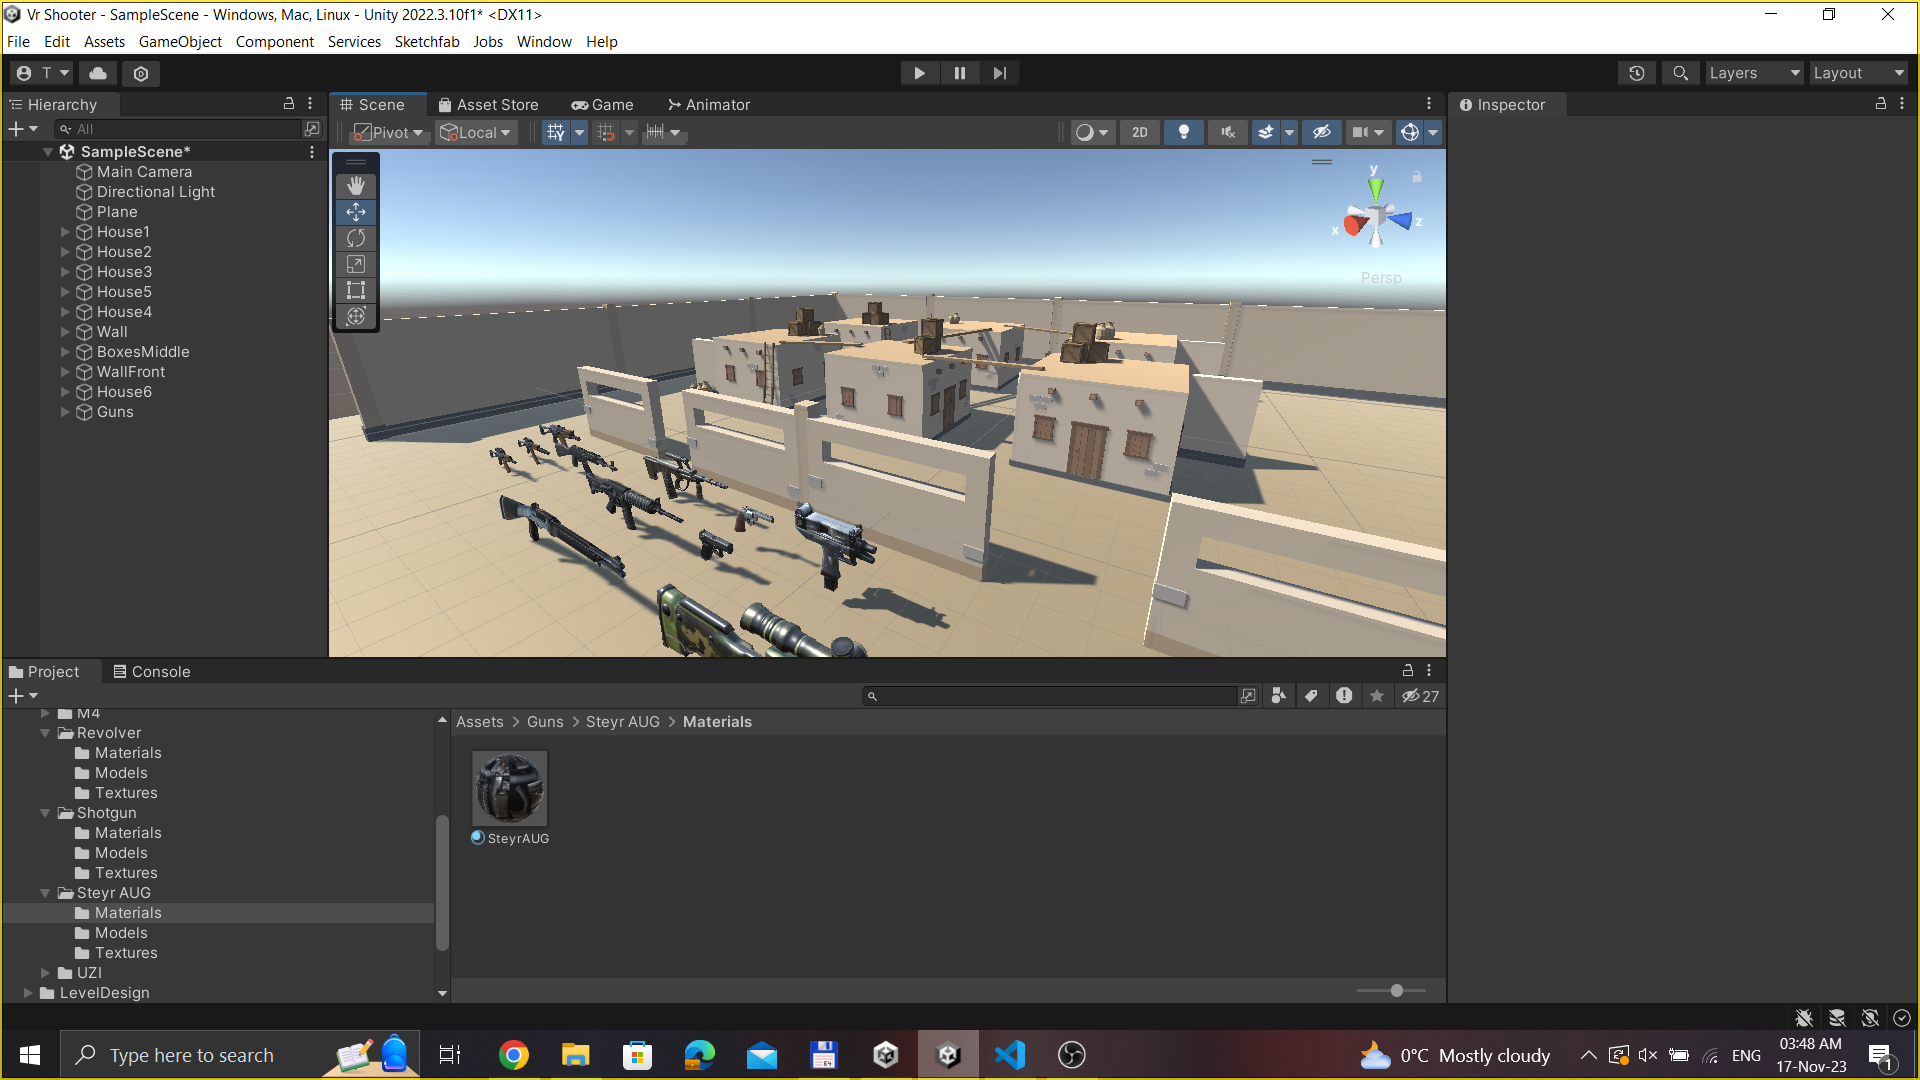 Vr Shooter - SampleScene - Windows, Mac, Linux - Unity 2022.3.10f1* <DX11>
File Edit Assets GameObject Component Services Sketchfab Jobs Window Help
T
Layers
Layout
Hierarchy
Scene
Asset Store
Game
Animator
Inspector
All
Pivot
Local
2D
SampleScene*
Main Camera
Directional Light
Plane
House1
House2
House3
House5
House4
Wall
BoxesMiddle
WallFront
House6
Guns
y
x
z
Persp
Project
Console
27
M4
Revolver
Materials
Models
Textures
Shotgun
Materials
Models
Textures
Steyr AUG
Materials
Models
Textures
UZI
LevelDesign
Assets > Guns > Steyr AUG > Materials
SteyrAUG
Type here to search
64
0°C Mostly cloudy
ENG
03:48 AM
17-Nov-23
1